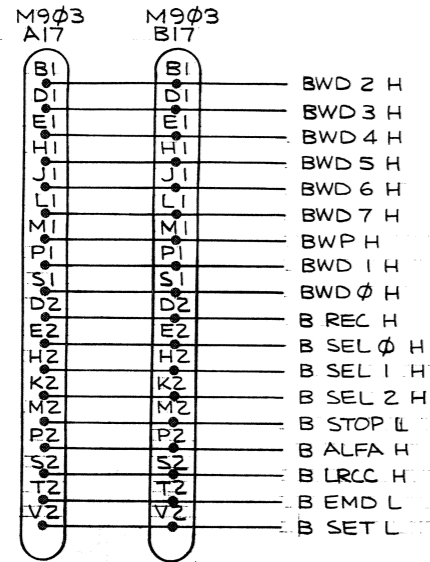 M9Ø3 M9Ø3
A17 B17
B1 B1 BWD 2 H
D1 D1 BWD 3 H
E1 E1 BWD 4 H
H1 H1 BWD 5 H
J1 J1 BWD 6 H
L1 L1 BWD 7 H
M1 M1 BWP H
P1 P1 BWD 1 H
S1 S1 BWD Ø H
D2 D2 B REC H
E2 E2 B SEL Ø H
H2 H2 B SEL 1 H
K2 K2 B SEL 2 H
M2 M2 B STOP L
P2 P2 B ALFA H
S2 S2 B LRCC H
T2 T2 B EMD L
V2 V2 B SET L